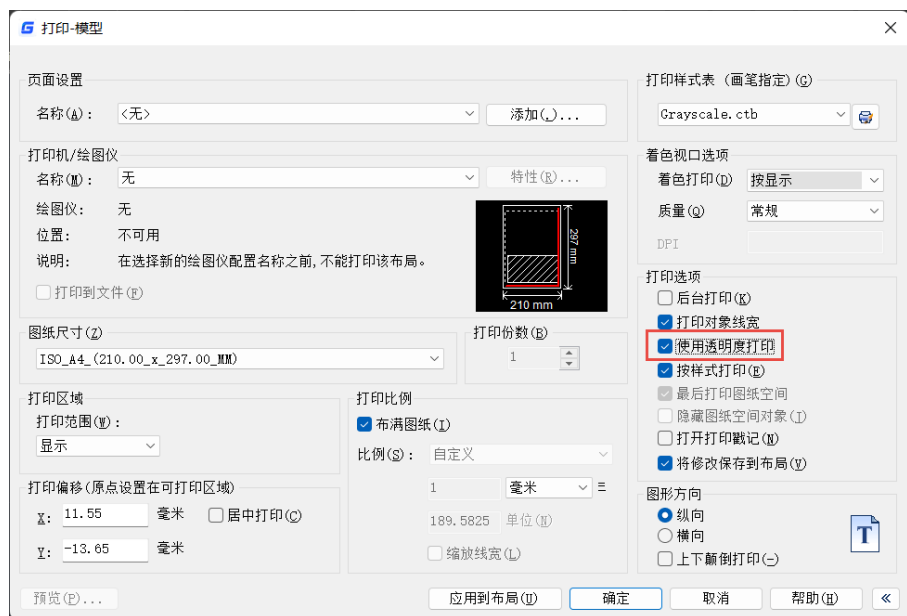 打印-模型
页面设置
名称(A): <无> 添加(.)...
打印机/绘图仪
名称(M): 无 特性(R)...
绘图仪: 无
位置: 不可用
说明: 在选择新的绘图仪配置名称之前,不能打印该布局。
打印到文件(F)
297 mm
210 mm
图纸尺寸(Z)
ISO_A4_(210.00_x_297.00_MM)
打印份数(B)
1
打印区域
打印范围(W):
显示
打印偏移(原点设置在可打印区域)
X: 11.55 毫米 居中打印(C)
Y: -13.65 毫米
打印比例
布满图纸(I)
比例(S): 自定义
1 毫米 =
189.5825 单位(N)
缩放线宽(L)
打印样式表 (画笔指定)(G)
Grayscale.ctb
着色视口选项
着色打印(D) 按显示
质量(Q) 常规
DPI
打印选项
后台打印(K)
打印对象线宽
使用透明度打印
按样式打印(E)
最后打印图纸空间
隐藏图纸空间对象(J)
打开打印戳记(N)
将修改保存到布局(V)
图形方向
纵向
横向
上下颠倒打印(-)
T
预览(P)... 应用到布局(U) 确定 取消 帮助(H) «